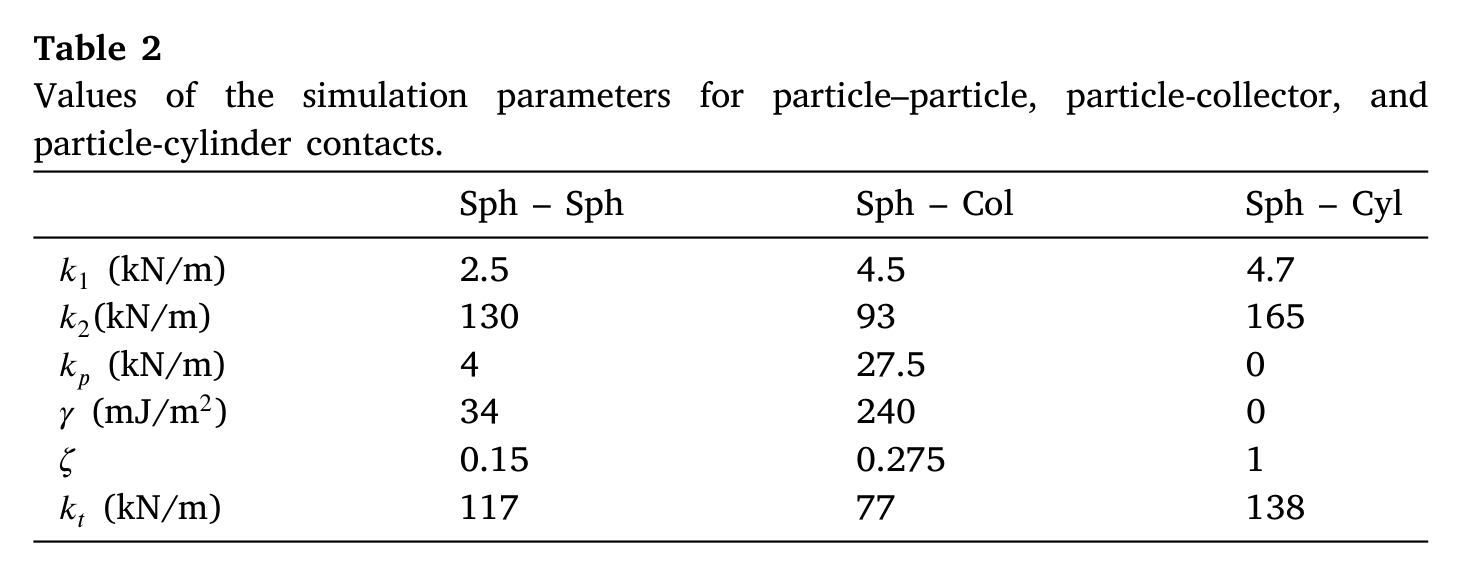 Table 2
Values of the simulation parameters for particle–particle, particle-collector, and
particle-cylinder contacts.
Sph – Sph Sph – Col Sph – Cyl
k₁ (kN/m) 2.5 4.5 4.7
k₂(kN/m) 130 93 165
kₚ (kN/m) 4 27.5 0
γ (mJ/m²) 34 240 0
ζ 0.15 0.275 1
kₜ (kN/m) 117 77 138